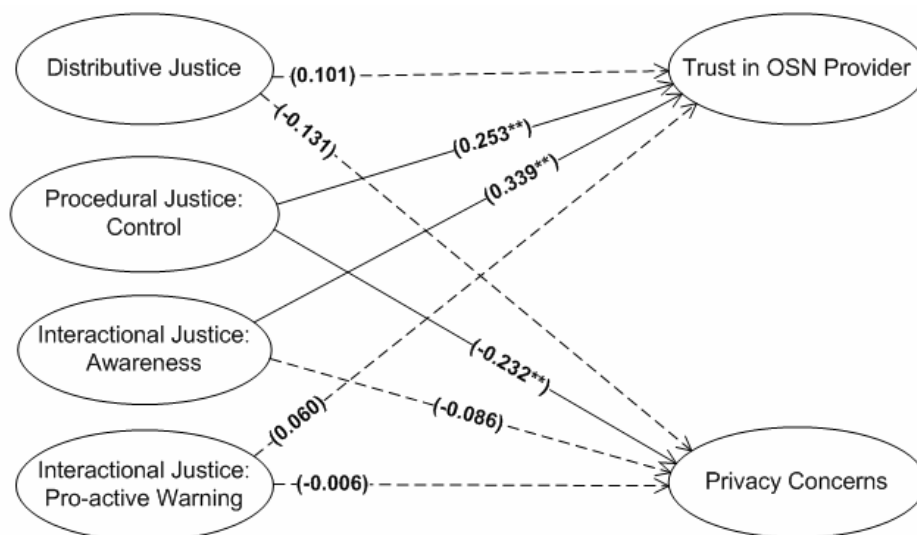 Distributive Justice
(0.101)
Trust in OSN Provider
(-0.131)
(0.253**)
(0.339**)
Procedural Justice:
Control
Interactional Justice:
Awareness
(-0.232**)
(-0.086)
(0.060)
Interactional Justice:
Pro-active Warning
(-0.006)
Privacy Concerns